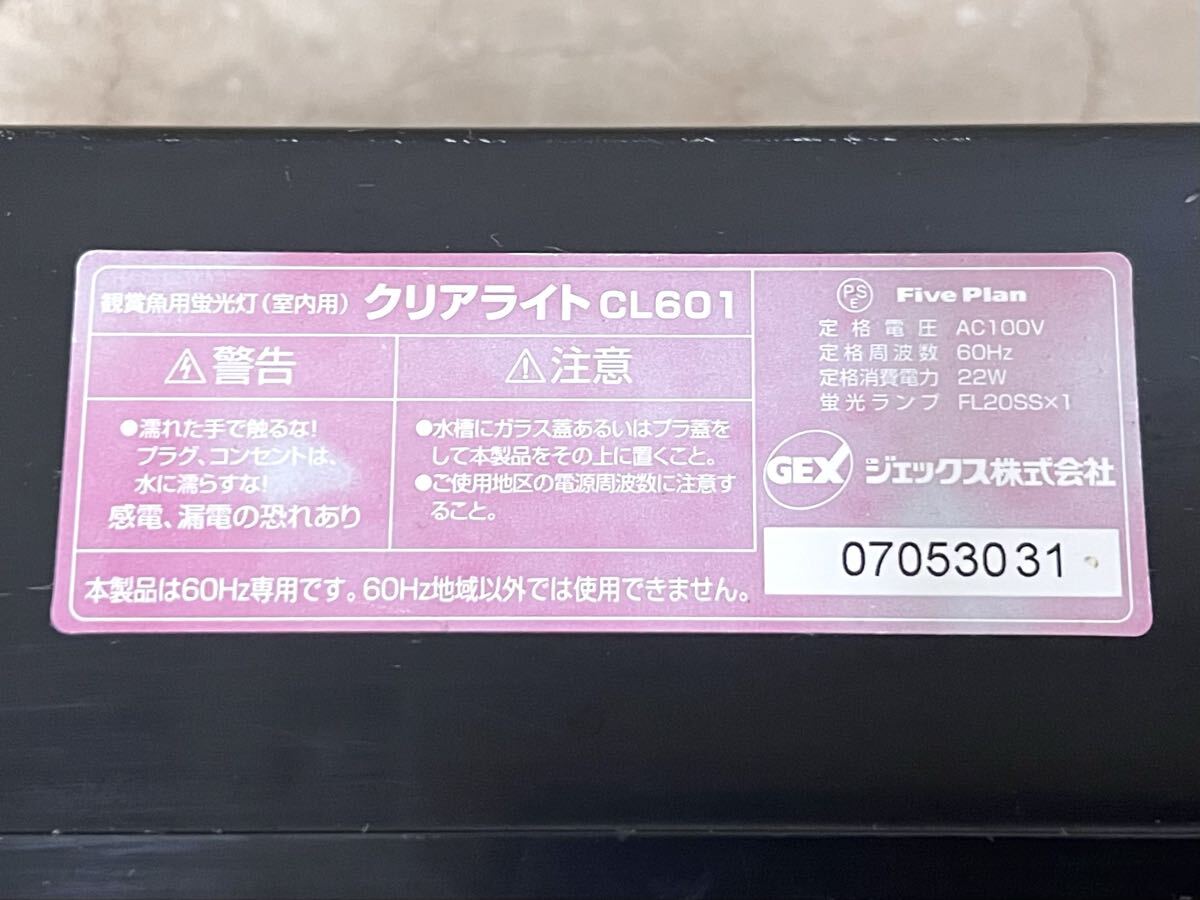 観賞魚用蛍光灯(室内用) クリアライト CL601
警告
●濡れた手で触るな!
プラグ、コンセントは、
水に濡らすな!
感電、漏電の恐れあり
注意
●水槽にガラス蓋あるいはプラ蓋を
して本製品をその上に置くこと。
●ご使用地区の電源周波数に注意す
ること。
本製品は60Hz専用です。60Hz地域以外では使用できません。
PSE Five Plan
定格電圧 AC100V
定格周波数 60Hz
定格消費電力 22W
蛍光ランプ FL20SS×1
GEX ジェックス株式会社
07053031